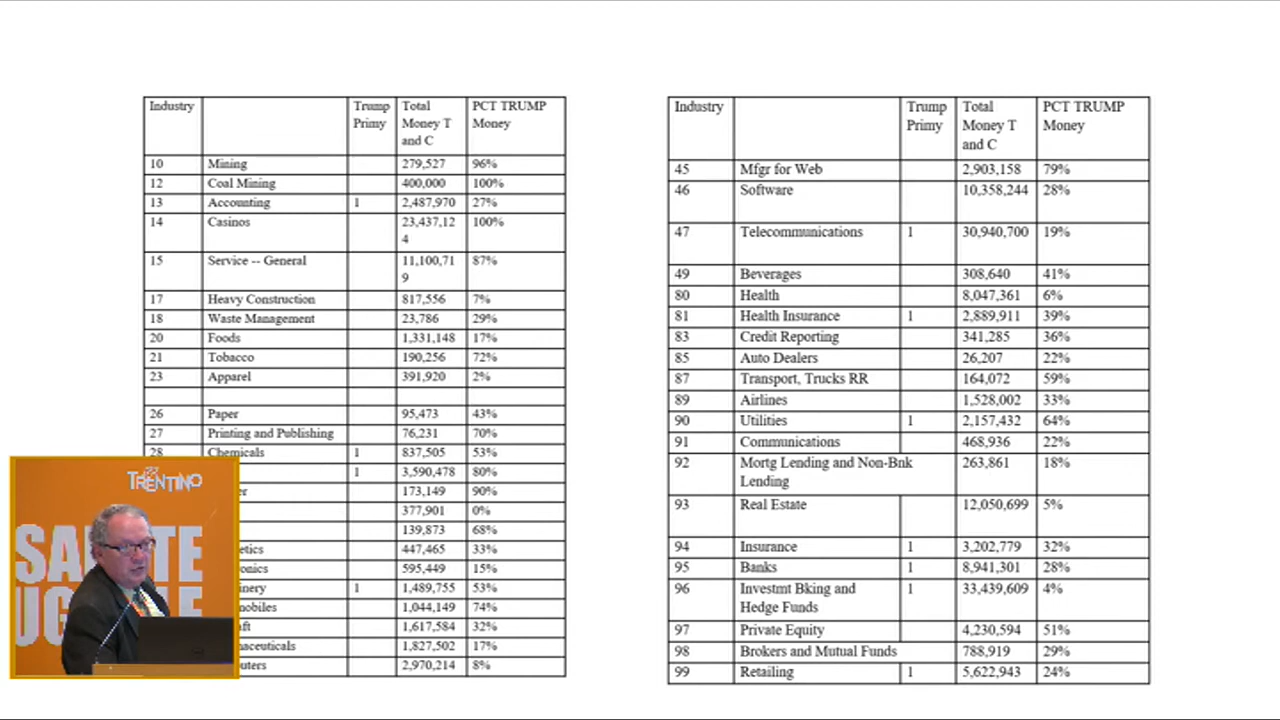 Industry Trump Primy Total Money T and C PCT TRUMP Money
10 Mining 279,527 96%
12 Coal Mining 400,000 100%
13 Accounting 1 2,487,970 27%
14 Casinos 23,437,124 100%
15 Service -- General 11,100,719 87%
17 Heavy Construction 817,556 7%
18 Waste Management 23,786 29%
20 Foods 1,331,148 17%
21 Tobacco 190,256 72%
23 Apparel 391,920 2%
26 Paper 95,473 43%
27 Printing and Publishing 76,231 70%
28 Chemicals 1 837,505 53%
1 3,590,478 80%
173,149 90%
377,901 0%
139,873 68%
447,465 33%
595,449 15%
1 1,489,755 53%
1,044,149 74%
1,617,584 32%
1,827,502 17%
2,970,214 8%
Industry Trump Primy Total Money T and C PCT TRUMP Money
45 Mfgr for Web 2,903,158 79%
46 Software 10,358,244 28%
47 Telecommunications 1 30,940,700 19%
49 Beverages 308,640 41%
80 Health 8,047,361 6%
81 Health Insurance 1 2,889,911 39%
83 Credit Reporting 341,285 36%
85 Auto Dealers 26,207 22%
87 Transport, Trucks RR 164,072 59%
89 Airlines 1,528,002 33%
90 Utilities 1 2,157,432 64%
91 Communications 468,936 22%
92 Mortg Lending and Non-Bnk Lending 263,861 18%
93 Real Estate 12,050,699 5%
94 Insurance 1 3,202,779 32%
95 Banks 1 8,941,301 28%
96 Investmt Bking and Hedge Funds 1 33,439,609 4%
97 Private Equity 4,230,594 51%
98 Brokers and Mutual Funds 788,919 29%
99 Retailing 1 5,622,943 24%
TRENTINO